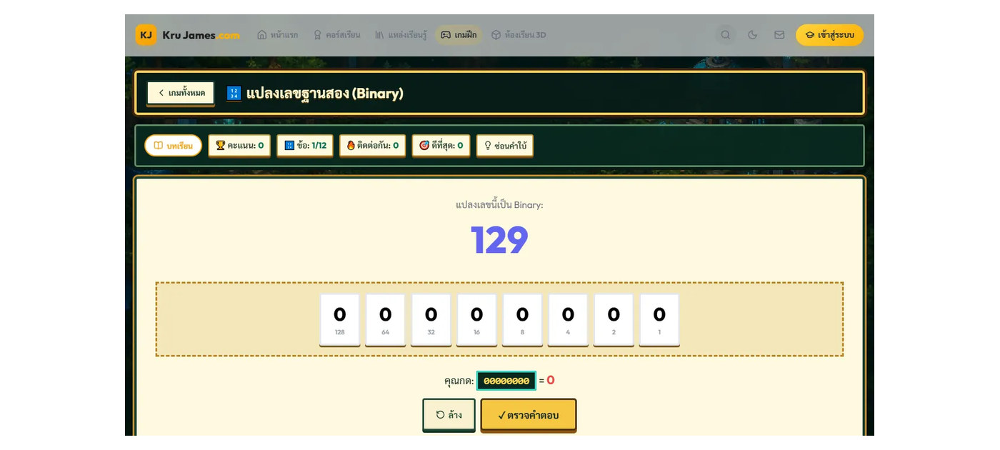 KJ Kru James.com หน้าแรก คอร์สเรียน แหล่งเรียนรู้ เกมฝึก ห้องเรียน 3D เข้าสู่ระบบ
เกมทั้งหมด แปลงเลขฐานสอง (Binary)
บทเรียน คะแนน: 0 ข้อ: 1/12 ติดต่อกัน: 0 ดีที่สุด: 0 ซ่อนคำใบ้
แปลงเลขนี้เป็น Binary:
129
0 0 0 0 0 0 0 0
128 64 32 16 8 4 2 1
คุณกด: 00000000 = 0
ล้าง ✓ ตรวจคำตอบ